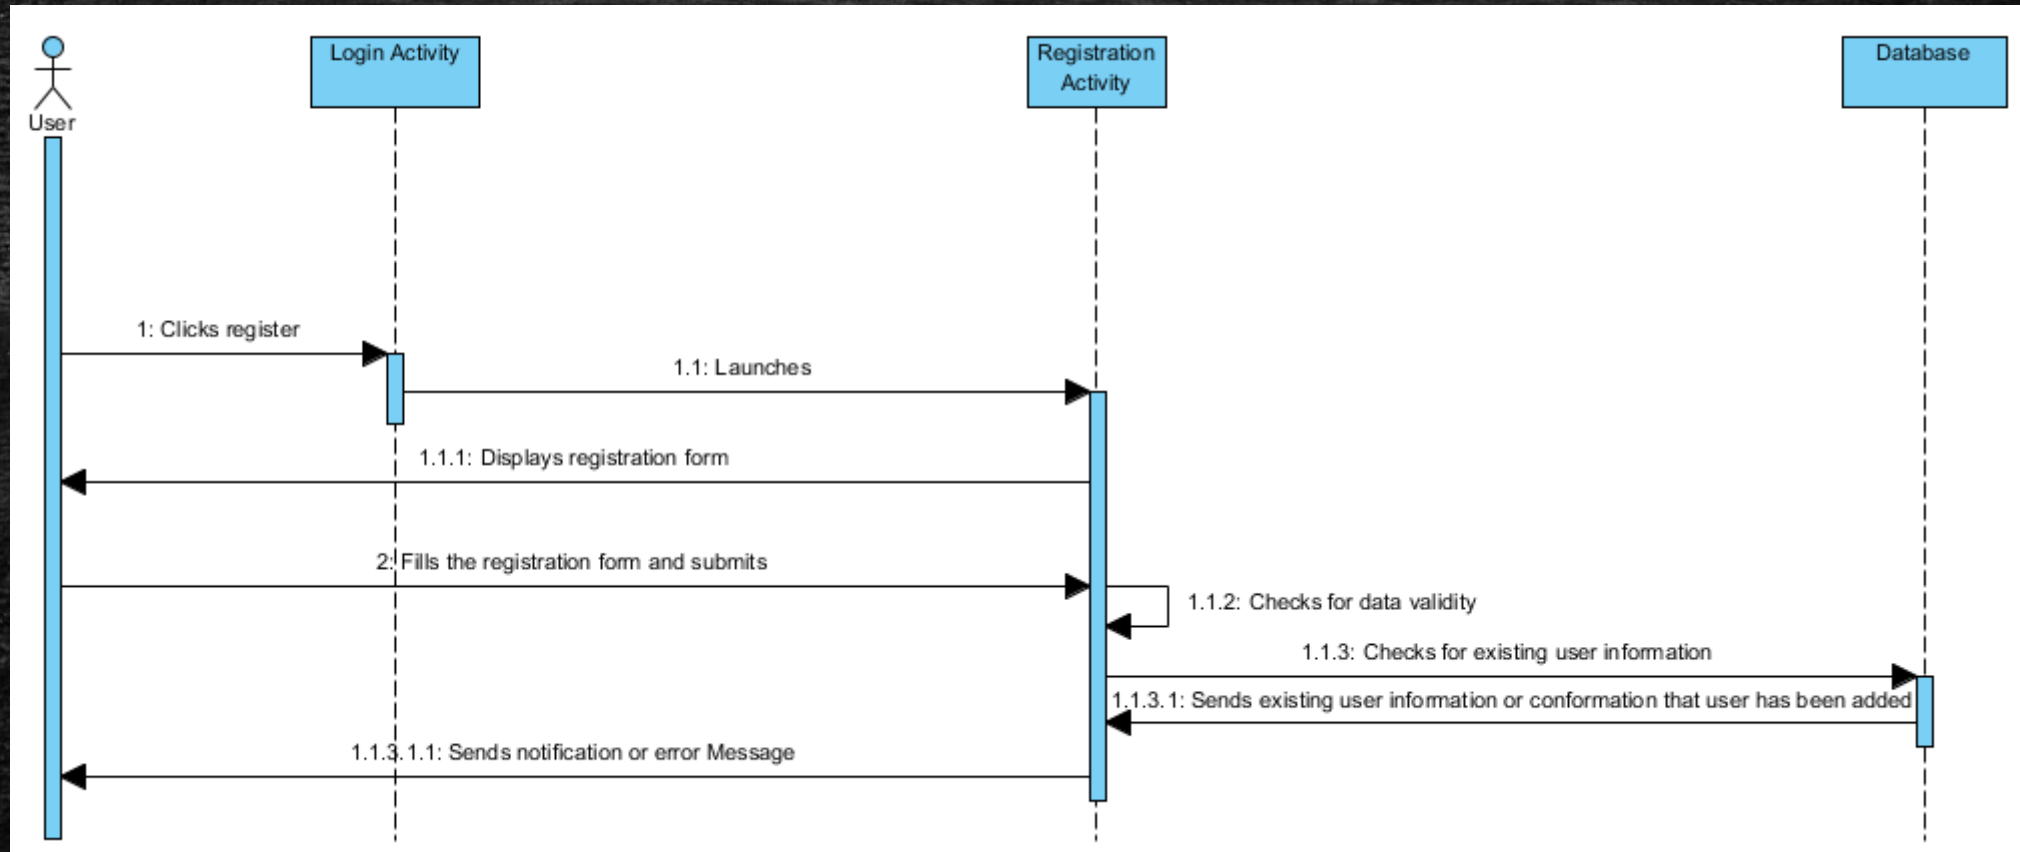 User
Login Activity
Registration
Activity
Database
1: Clicks register
1.1: Launches
1.1.1: Displays registration form
2: Fills the registration form and submits
1.1.2: Checks for data validity
1.1.3: Checks for existing user information
1.1.3.1: Sends existing user information or conformation that user has been added
1.1.3.1.1: Sends notification or error Message